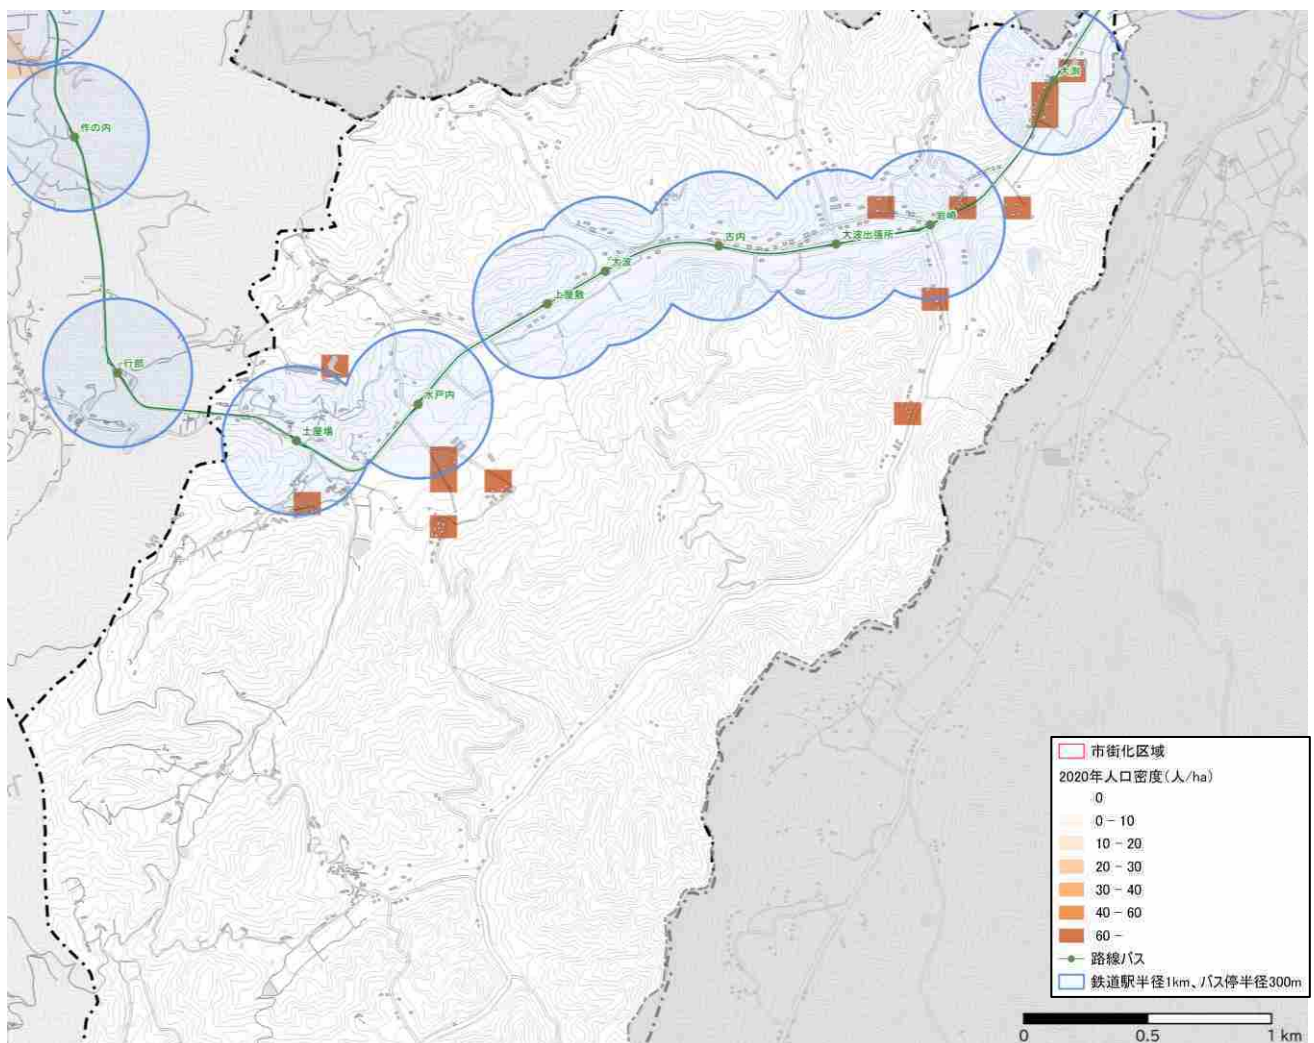 大渕
作の内
岩崎
古内
大波出張所
大波
上屋敷
行部
水戸内
土屋場
市街化区域
2020年人口密度(人/ha)
0
0 - 10
10 - 20
20 - 30
30 - 40
40 - 60
60 -
路線バス
鉄道駅半径1km、バス停半径300m
0 0.5 1 km